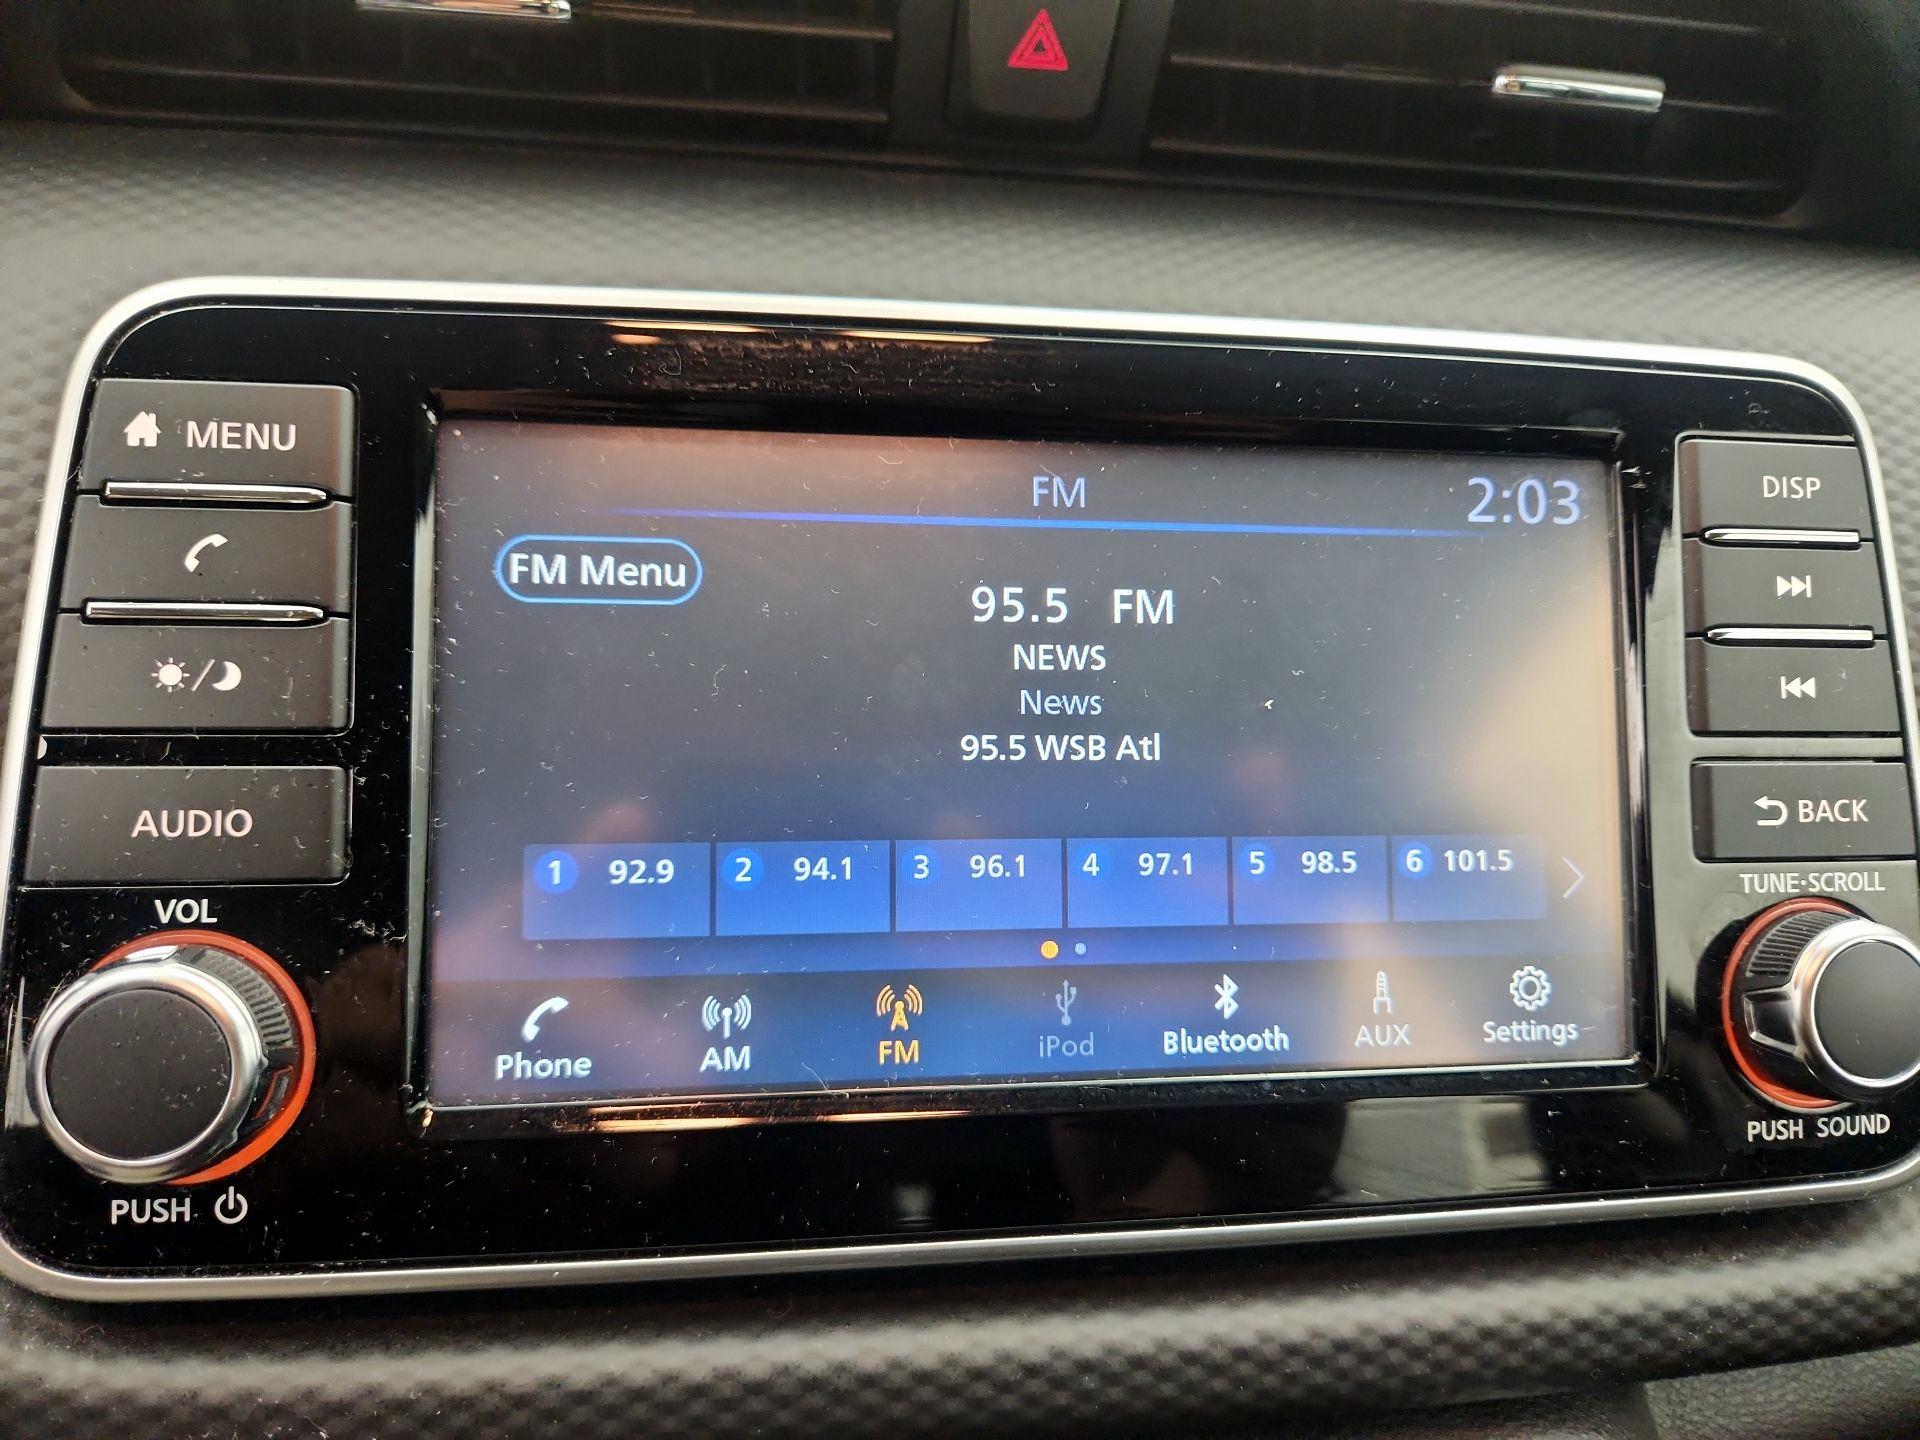 MENU
AUDIO
VOL
PUSH
FM
2:03
FM Menu
95.5 FM
NEWS
News
95.5 WSB Atl
1 92.9
2 94.1
3 96.1
4 97.1
5 98.5
6 101.5
Phone
AM
FM
iPod
Bluetooth
AUX
Settings
DISP
BACK
TUNE·SCROLL
PUSH SOUND